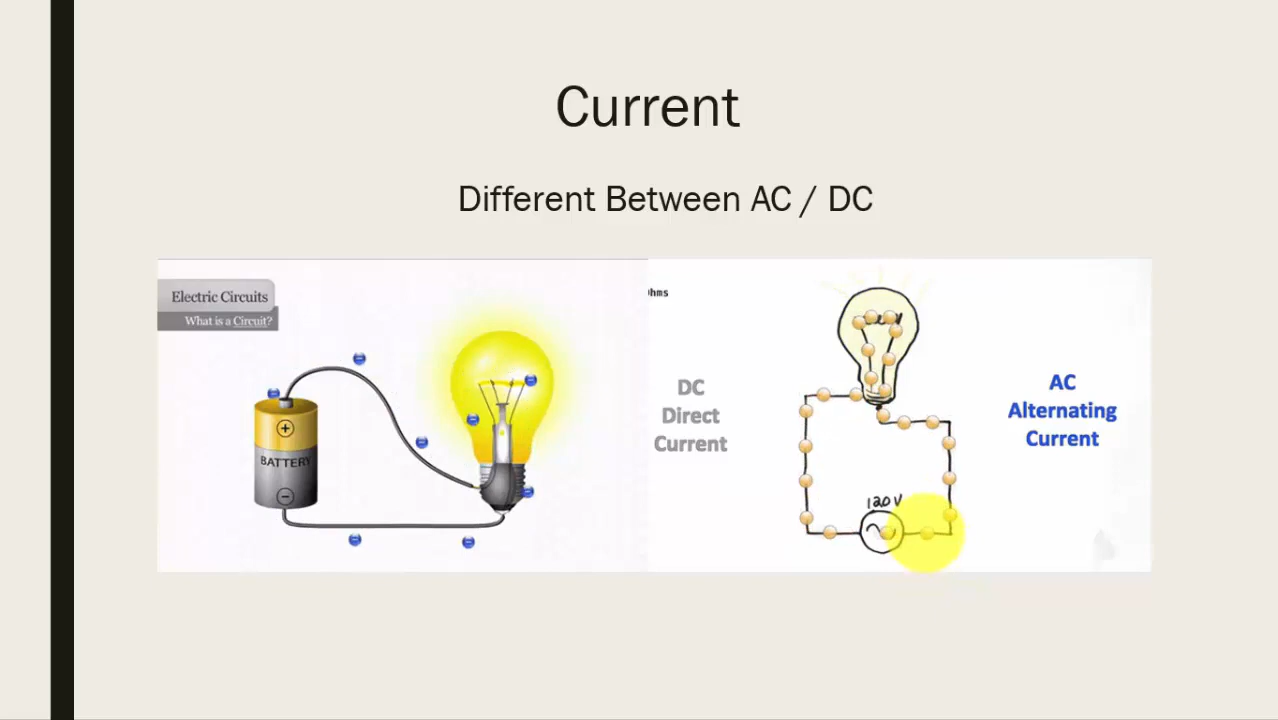 Current
Different Between AC / DC
Electric Circuits
What is a Circuit?
BATTERY
hms
DC
Direct
Current
120V
AC
Alternating
Current